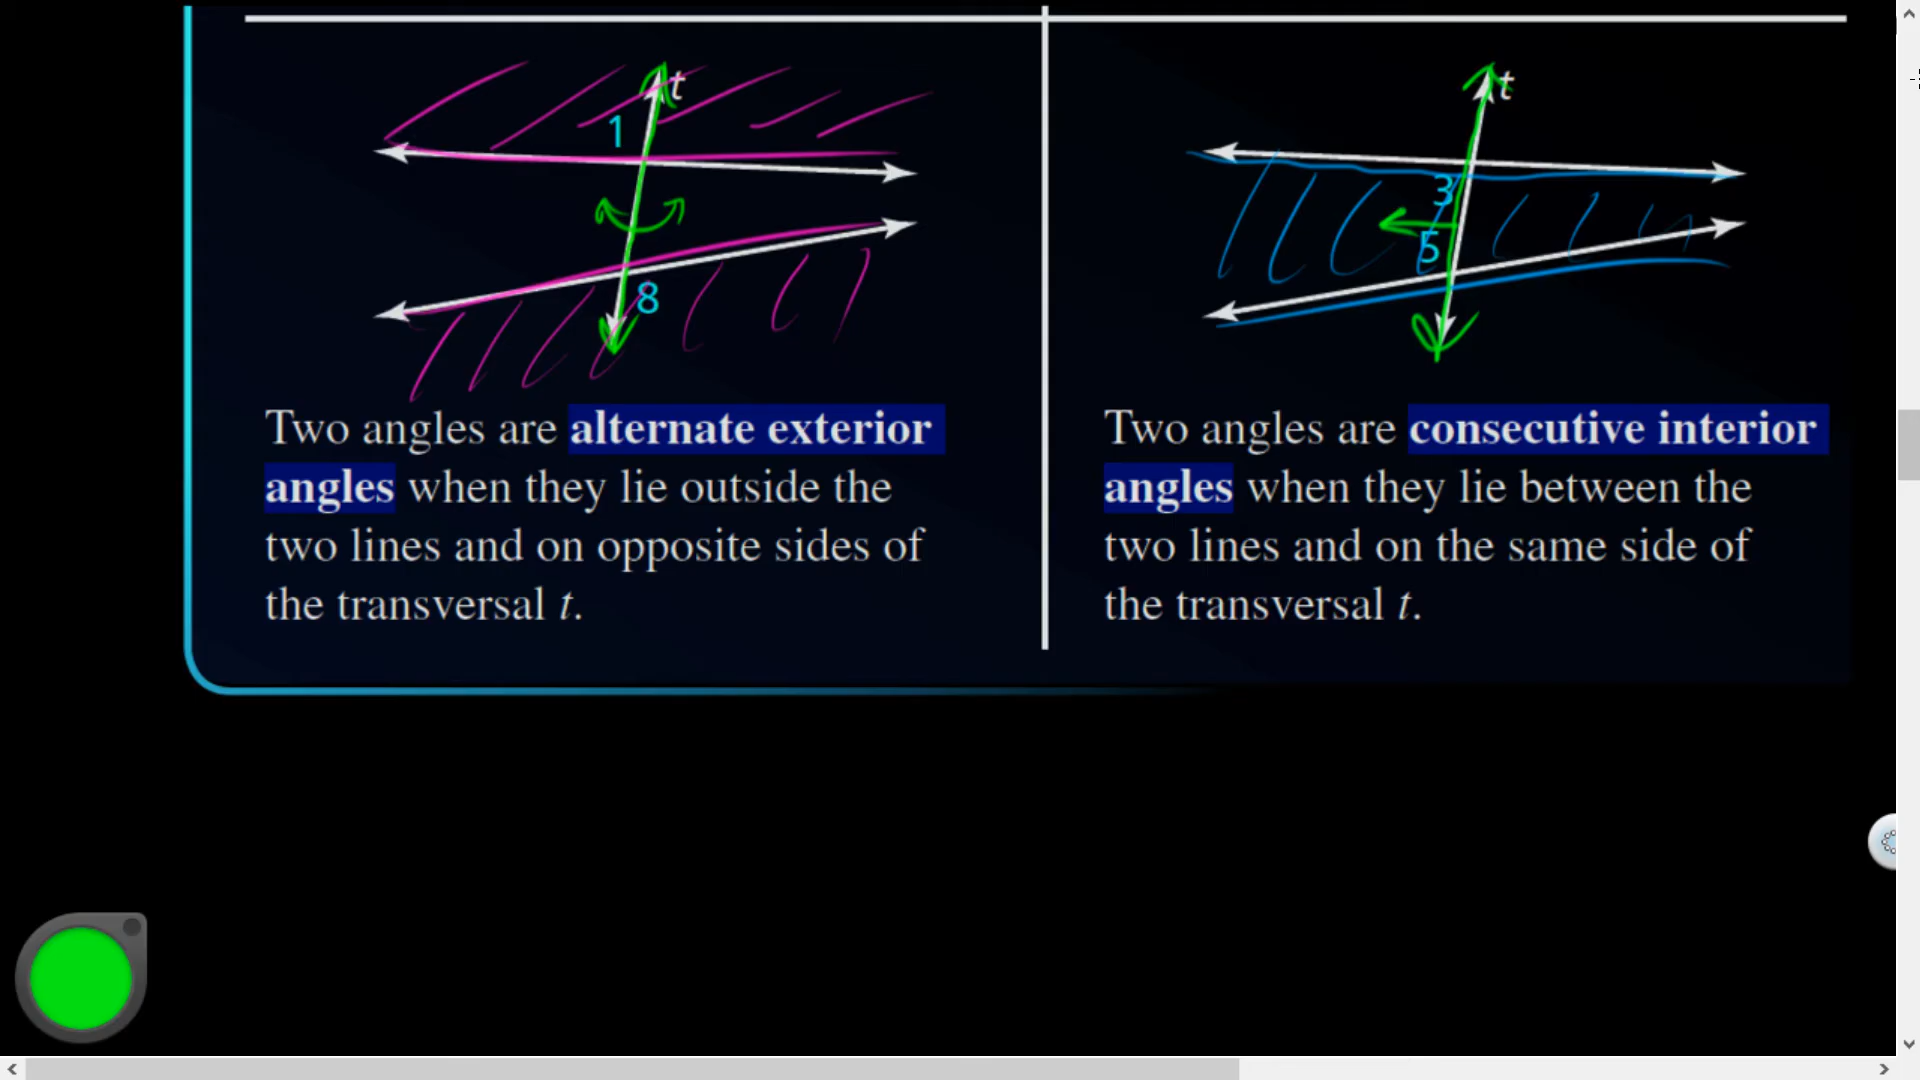 t
1
8
Two angles are alternate exterior
angles when they lie outside the
two lines and on opposite sides of
the transversal t.
t
3
5
Two angles are consecutive interior
angles when they lie between the
two lines and on the same side of
the transversal t.